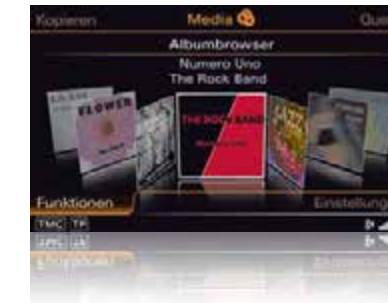 Kopieren Media
Albumbrowser
Numero Uno
The Rock Band
FLOWER
THE ROCK BAND
Funktionen Einstellung
TMC TP